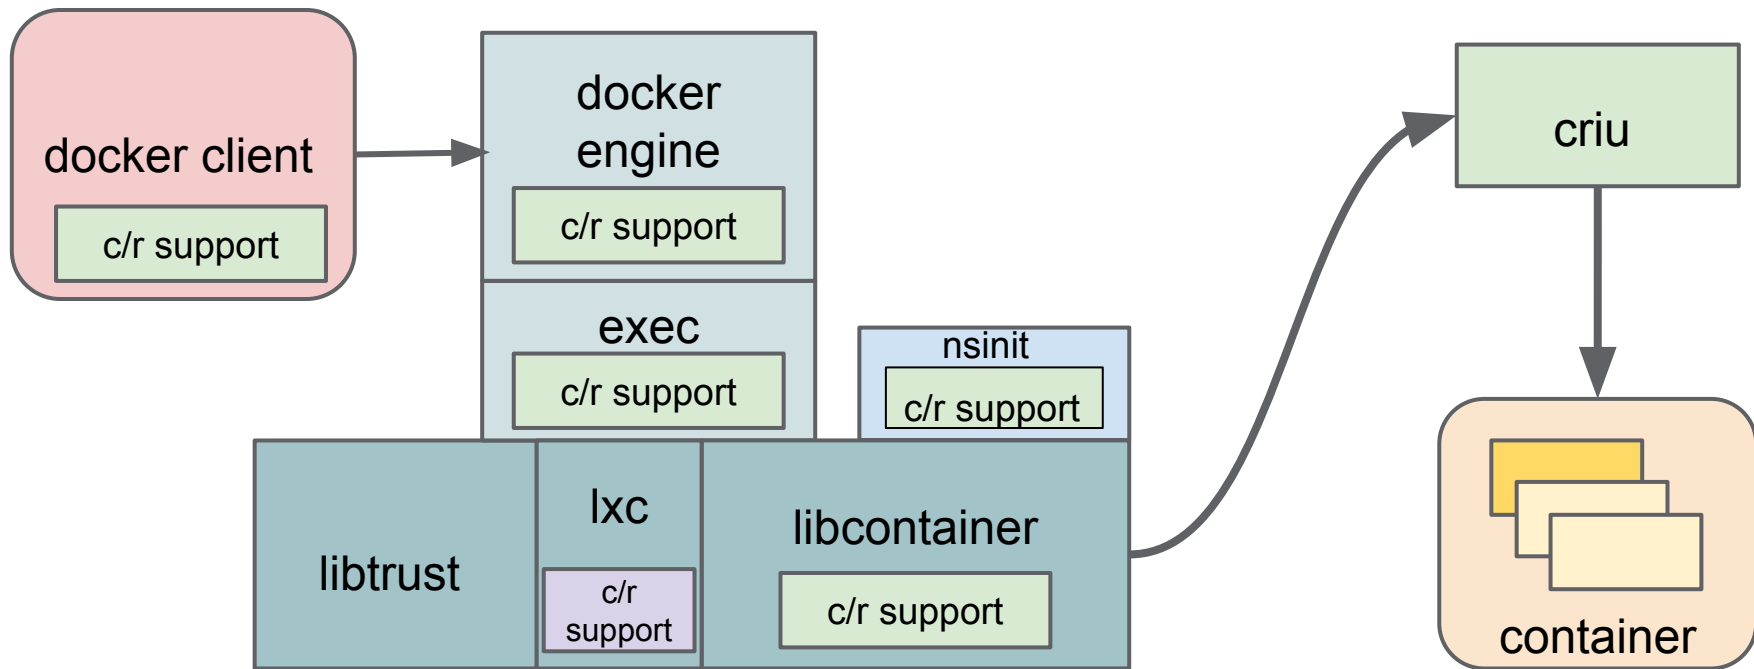 docker client
c/r support
docker
engine
c/r support
exec
c/r support
nsinit
c/r support
libtrust
lxc
c/r
support
libcontainer
c/r support
criu
container